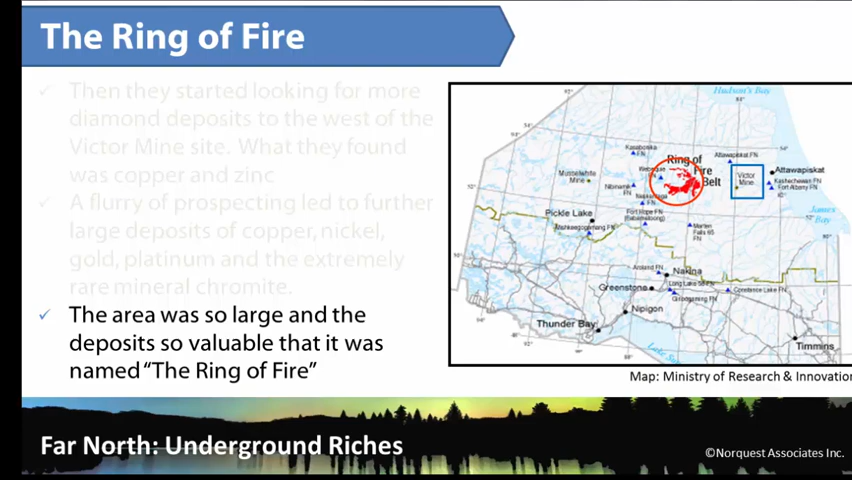 The Ring of Fire
Then they started looking for more
diamond deposits to the west of the
Victor Mine site. What they found
was copper and zinc
A flurry of prospecting led to further
large deposits of copper, nickel,
gold, platinum and the extremely
rare mineral chromite.
The area was so large and the
deposits so valuable that it was
named “The Ring of Fire”
Hudson's Bay
Ring of
Fire
Belt
Attawapiskat FN
Victor
Mine
Attawapiskat
Kashechewan FN
Fort Albany FN
James
Bay
Musselwhite
Mine
Webequie
FN
Nibinamik
FN
Pickle Lake
Mishkeegogamang FN
Fort Hope FN
Marten
Falls 65
FN
Aroland FN
Nakina
Greenstone
Long Lake 58 FN
Ginoogaming FN
Constance Lake FN
Nipigon
Thunder Bay
Timmins
Map: Ministry of Research & Innovation
Far North: Underground Riches
©Norquest Associates Inc.